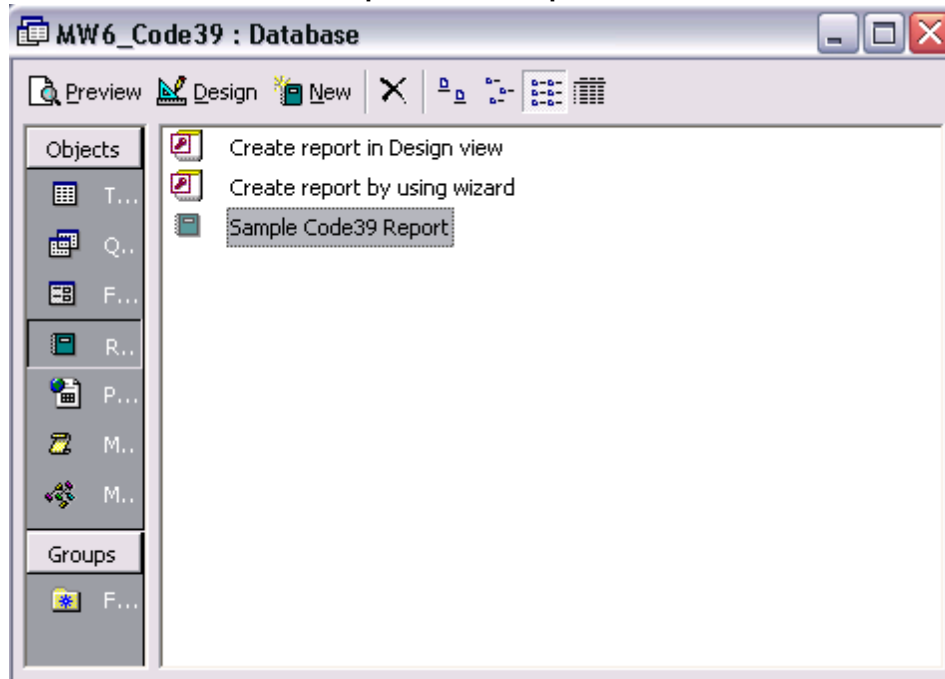 MW6_Code39 : Database
Preview Design New
Objects
Create report in Design view
T...
Create report by using wizard
Q..
Sample Code39 Report
F...
R..
P...
M..
M..
Groups
F...